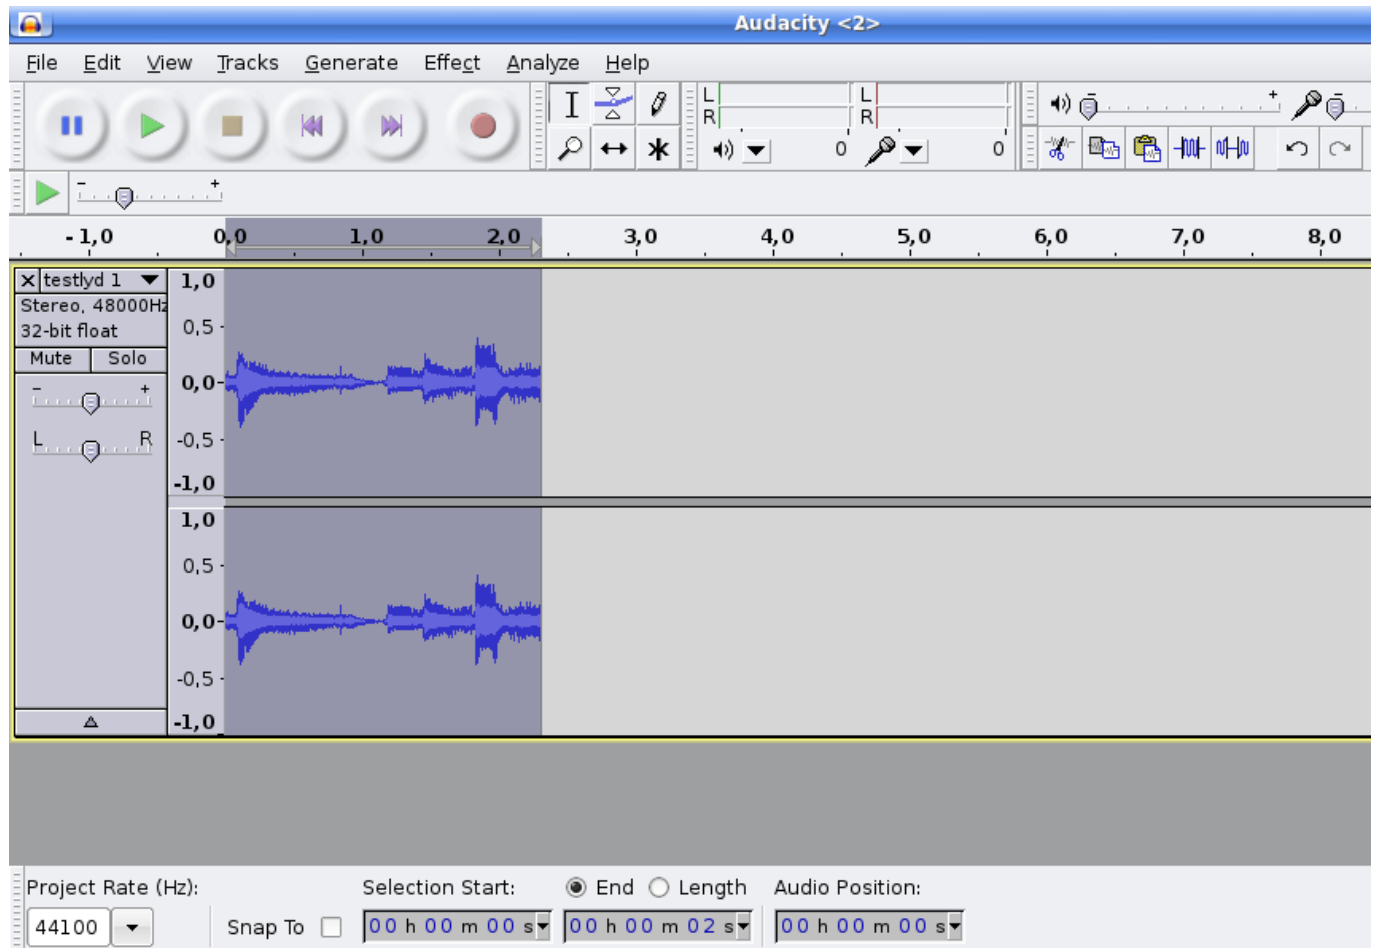 Audacity <2>
File Edit View Tracks Generate Effect Analyze Help
L L
R R
0 0
- +
- 1,0 0,0 1,0 2,0 3,0 4,0 5,0 6,0 7,0 8,0
testlyd 1 1,0
Stereo, 48000Hz
32-bit float 0,5
Mute Solo
- + 0,0
L R -0,5
-1,0
1,0
0,5
0,0
-0,5
-1,0
Project Rate (Hz): Selection Start: End Length Audio Position:
44100 Snap To 00 h 00 m 00 s 00 h 00 m 02 s 00 h 00 m 00 s